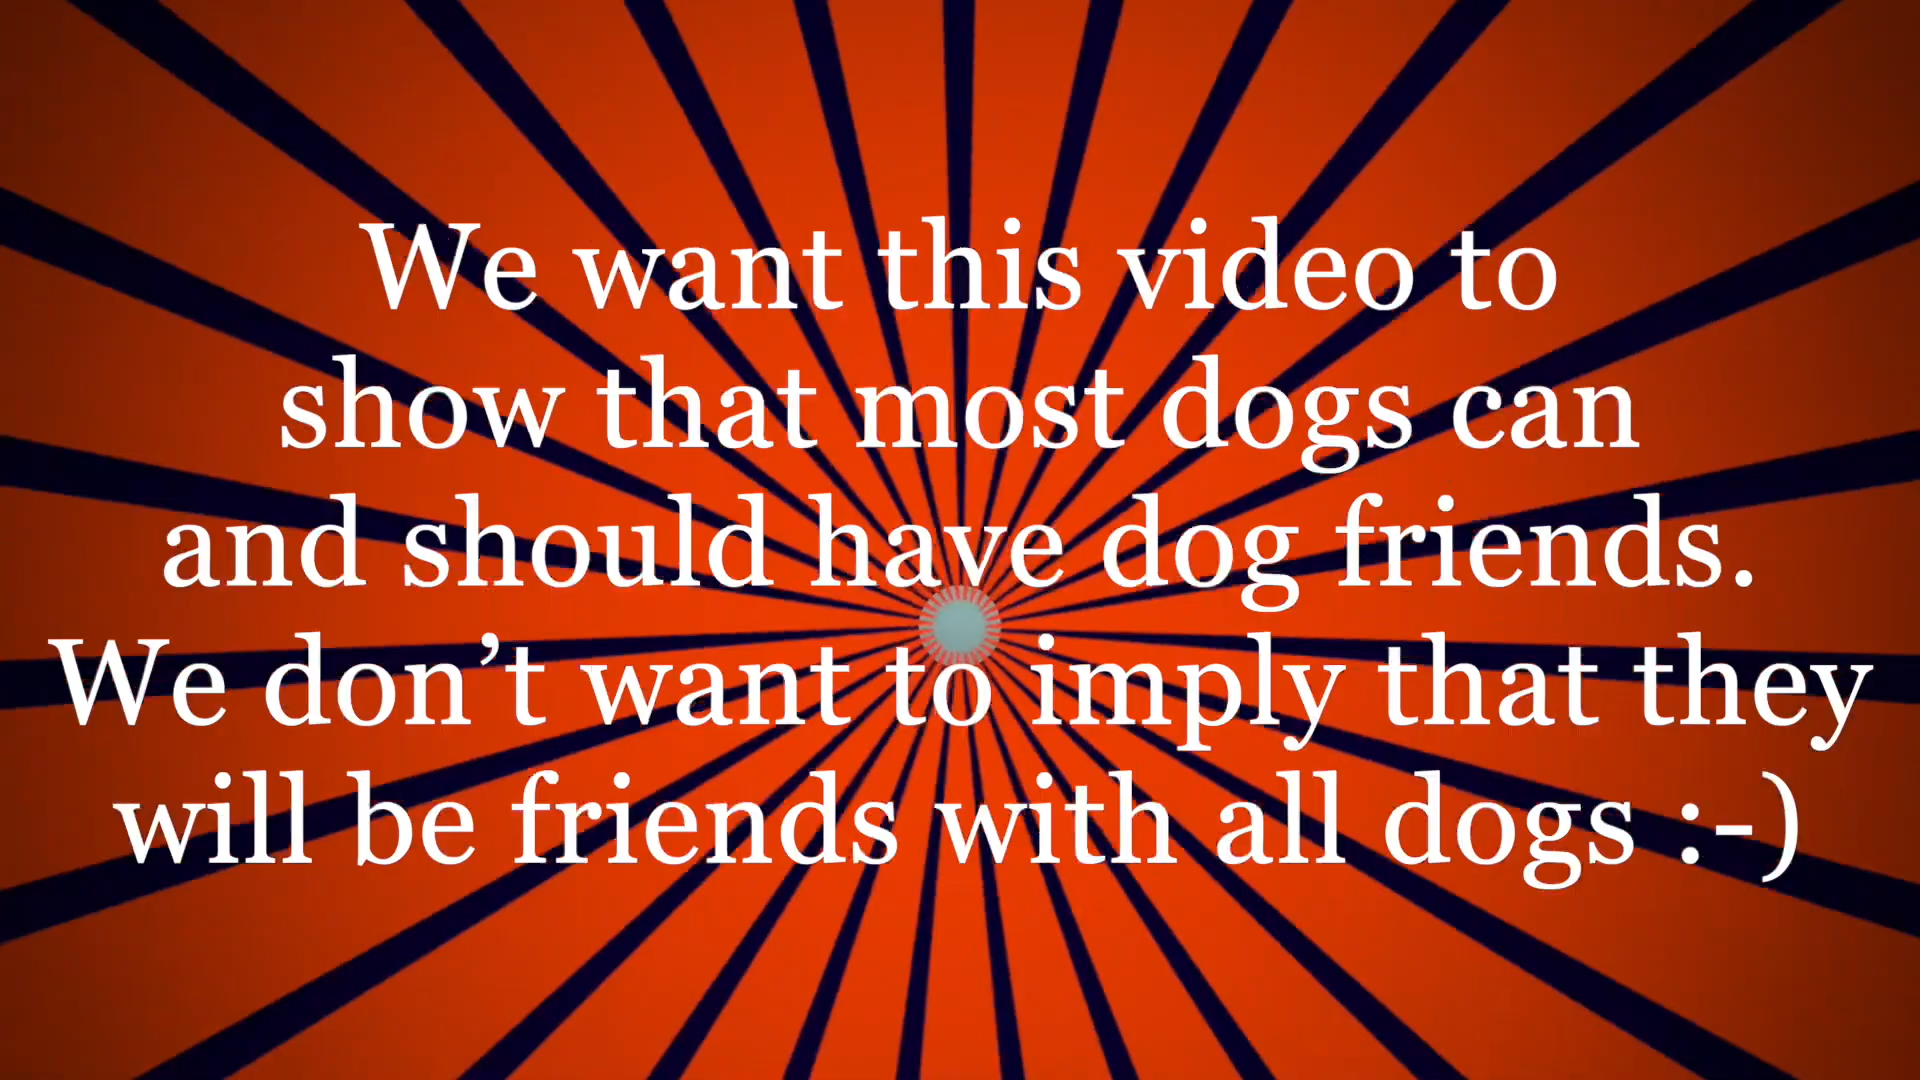 We want this video to
show that most dogs can
and should have dog friends.
We don’t want to imply that they
will be friends with all dogs :-)